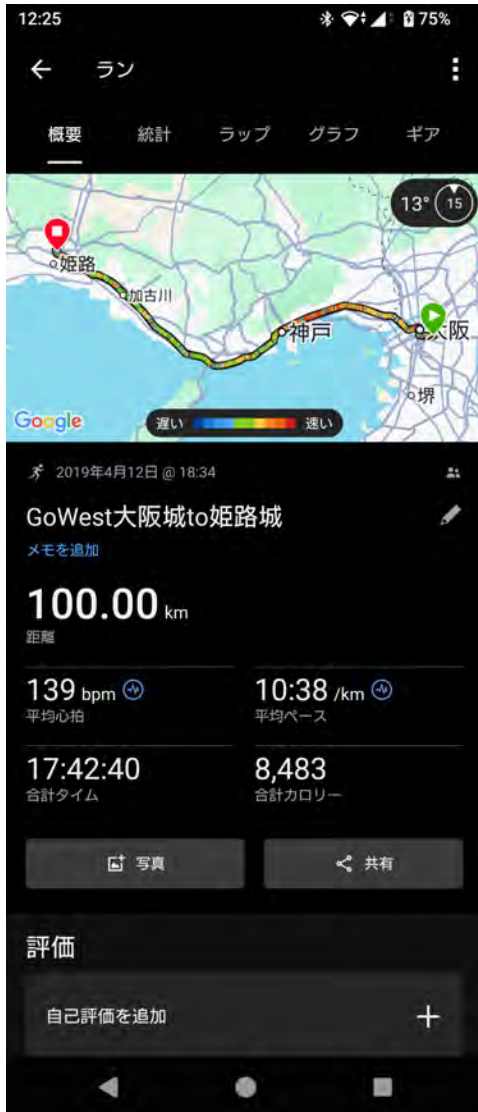 12:25
75%
ラン
概要 統計 ラップ グラフ ギア
13° 15
姫路
加古川
神戸
大阪
堺
Google
遅い 速い
2019年4月12日 @ 18:34
GoWest大阪城to姫路城
メモを追加
100.00 km
距離
139 bpm 10:38 /km
平均心拍 平均ペース
17:42:40 8,483
合計タイム 合計カロリー
写真 共有
評価
自己評価を追加